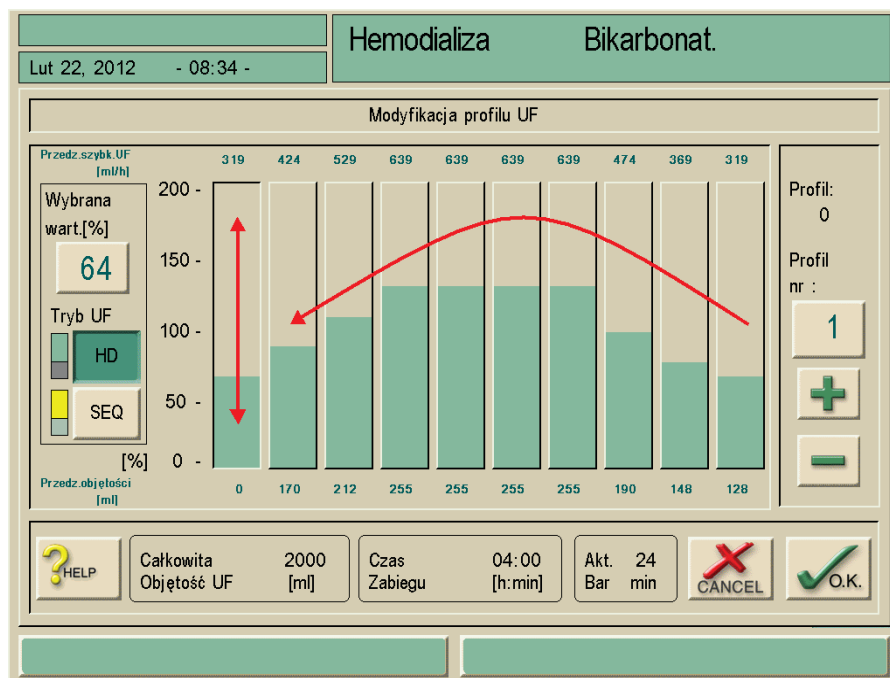 Hemodializa Bikarbonat.
Lut 22, 2012 - 08:34 -
Modyfikacja profilu UF
Przedz.szybk.UF
[ml/h]
319 424 529 639 639 639 639 474 369 319
Wybrana
wart.[%]
64
Tryb UF
HD
SEQ
200 -
150 -
100 -
50 -
[%] 0 -
Przedz.objętości
[ml]
0 170 212 255 255 255 255 190 148 128
Profil:
0
Profil
nr :
1
HELP
Całkowita 2000
Objętość UF [ml]
Czas 04:00
Zabiegu [h:min]
Akt. 24
Bar min
CANCEL
O.K.